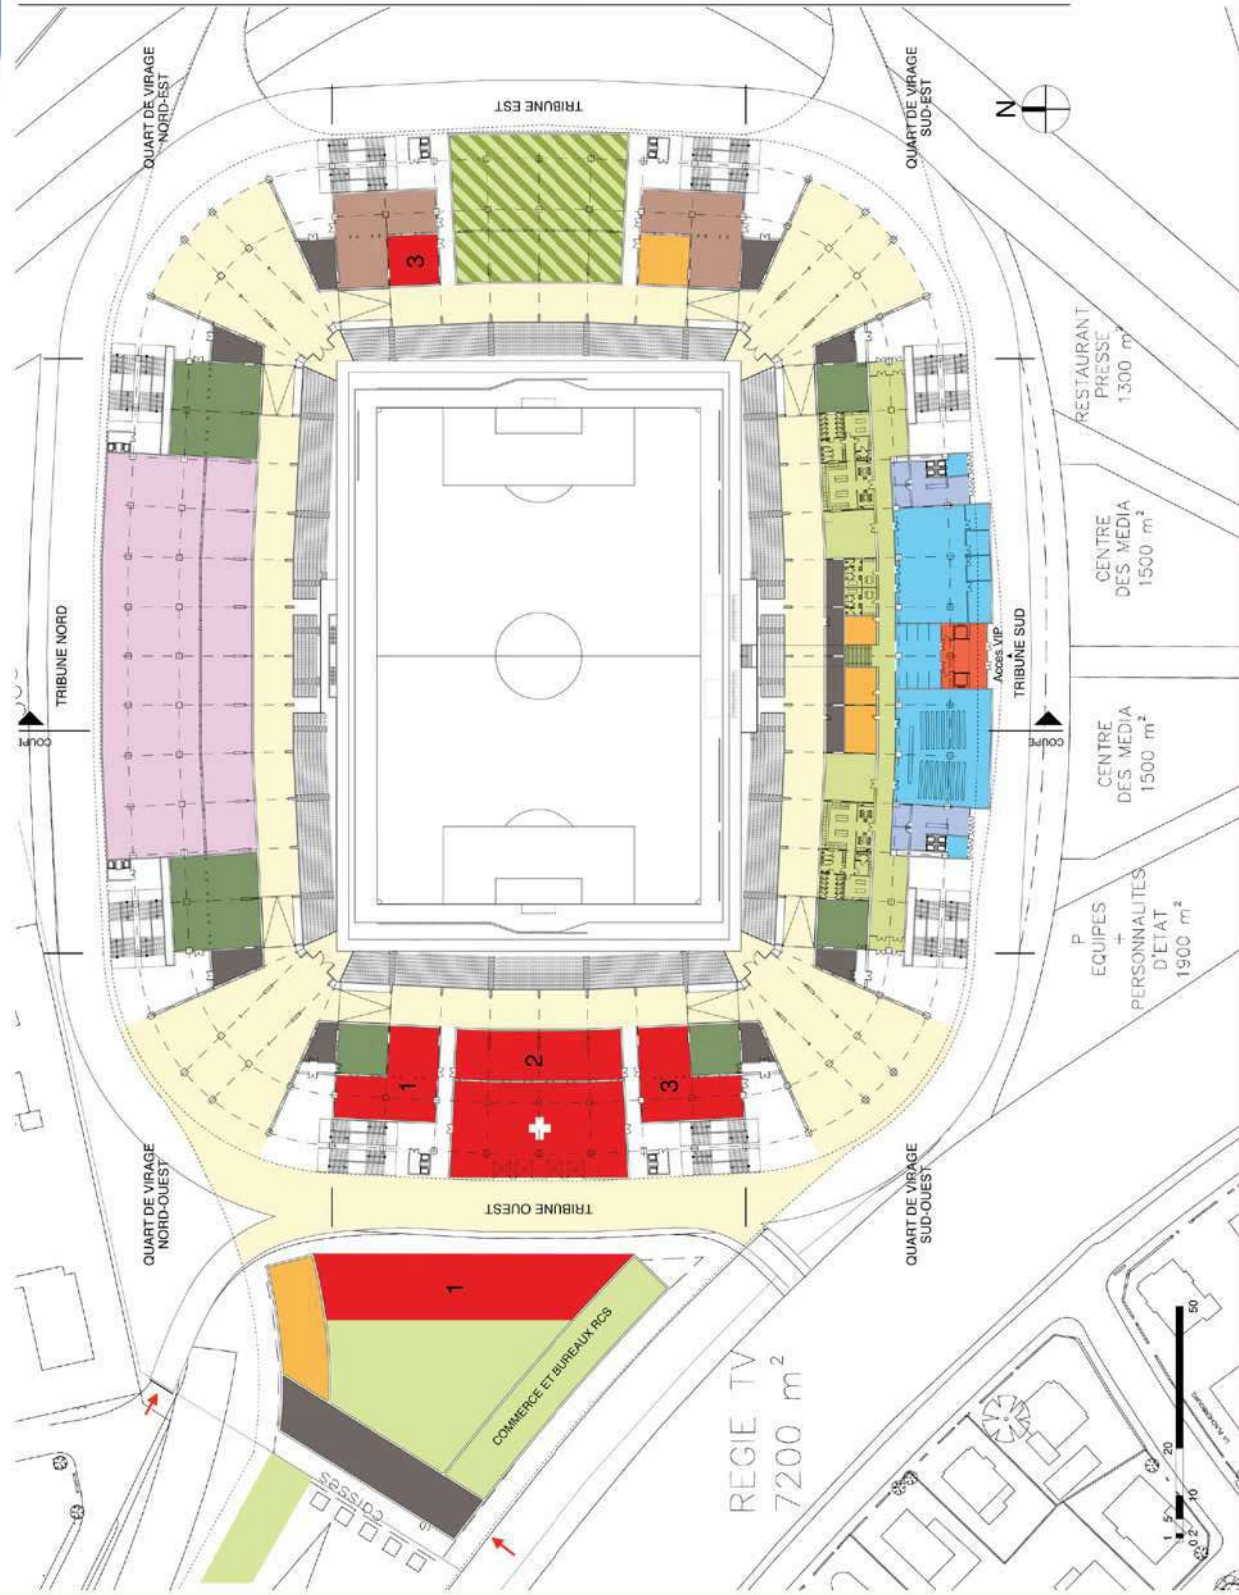 QUART DE VIRAGE
NORD-EST
TRIBUNE EST
QUART DE VIRAGE
SUD-EST
N
3
RESTAURANT
PRESSE
1300 m²
TRIBUNE NORD
COUPE
CENTRE
DES MEDIA
1500 m²
Acces VIP
TRIBUNE SUD
COUPE
CENTRE
DES MEDIA
1500 m²
P
EQUIPES
+
PERSONNALITES
D'ETAT
1900 m²
1
2
3
QUART DE VIRAGE
NORD-OUEST
TRIBUNE OUEST
QUART DE VIRAGE
SUD-OUEST
1
COMMERCE ET BUREAUX RCS
REGIE TV
7200 m²
caisses
1 5 20 50
0 2 10